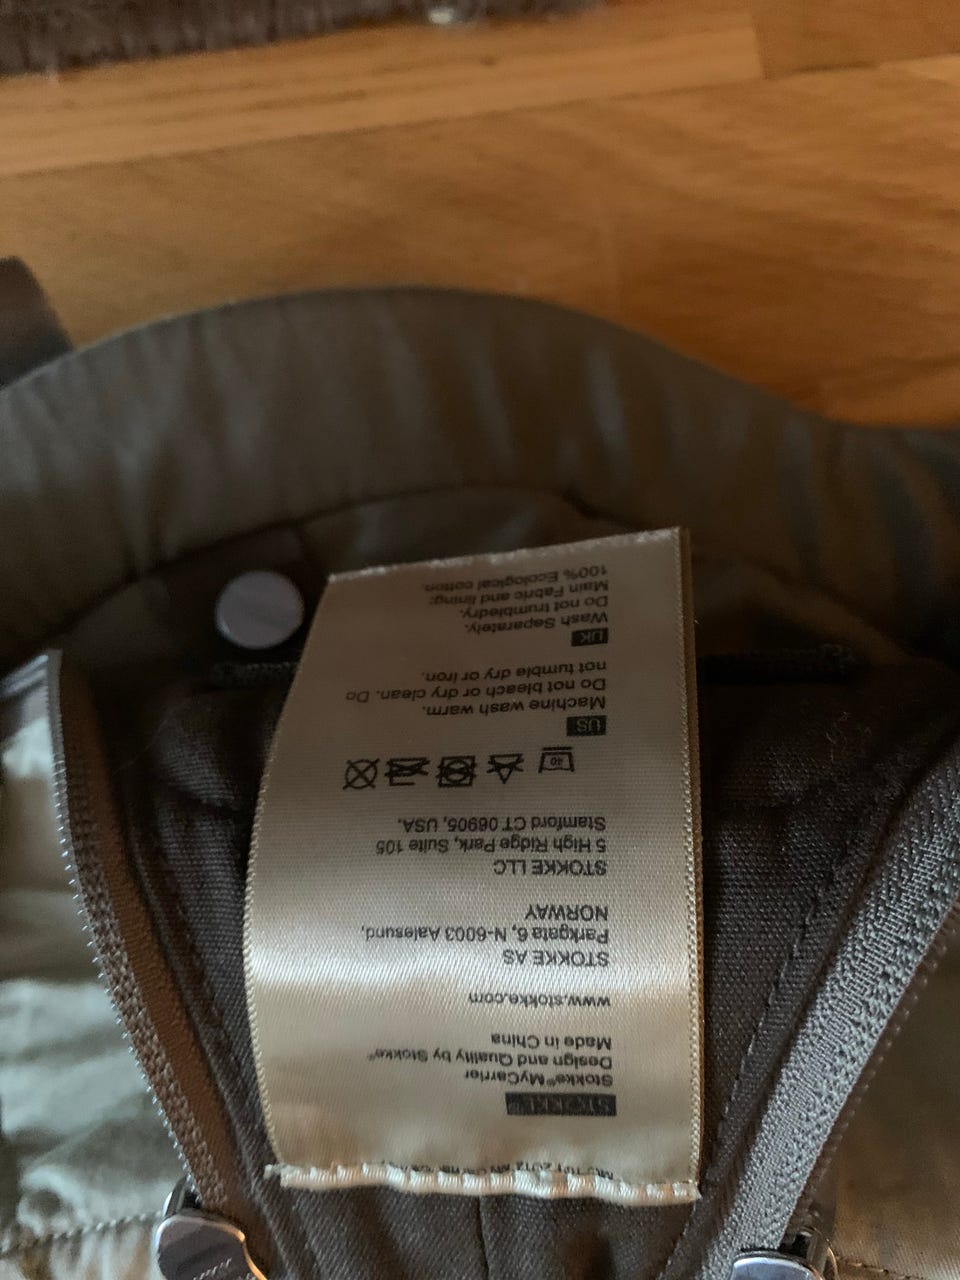 STOKKE®
Stokke® MyCarrier
Design and Quality by Stokke®
Made in China
www.stokke.com
STOKKE AS
Parkgata 6, N-6003 Aalesund,
NORWAY
STOKKE LLC
5 High Ridge Park, Suite 105
Stamford CT 06905, USA.
40
US
Machine wash warm.
Do not bleach or dry clean. Do
not tumble dry or iron.
UK
Wash Separately.
Do not trumbledry.
Main Fabric and lining:
100% Ecological cotton.